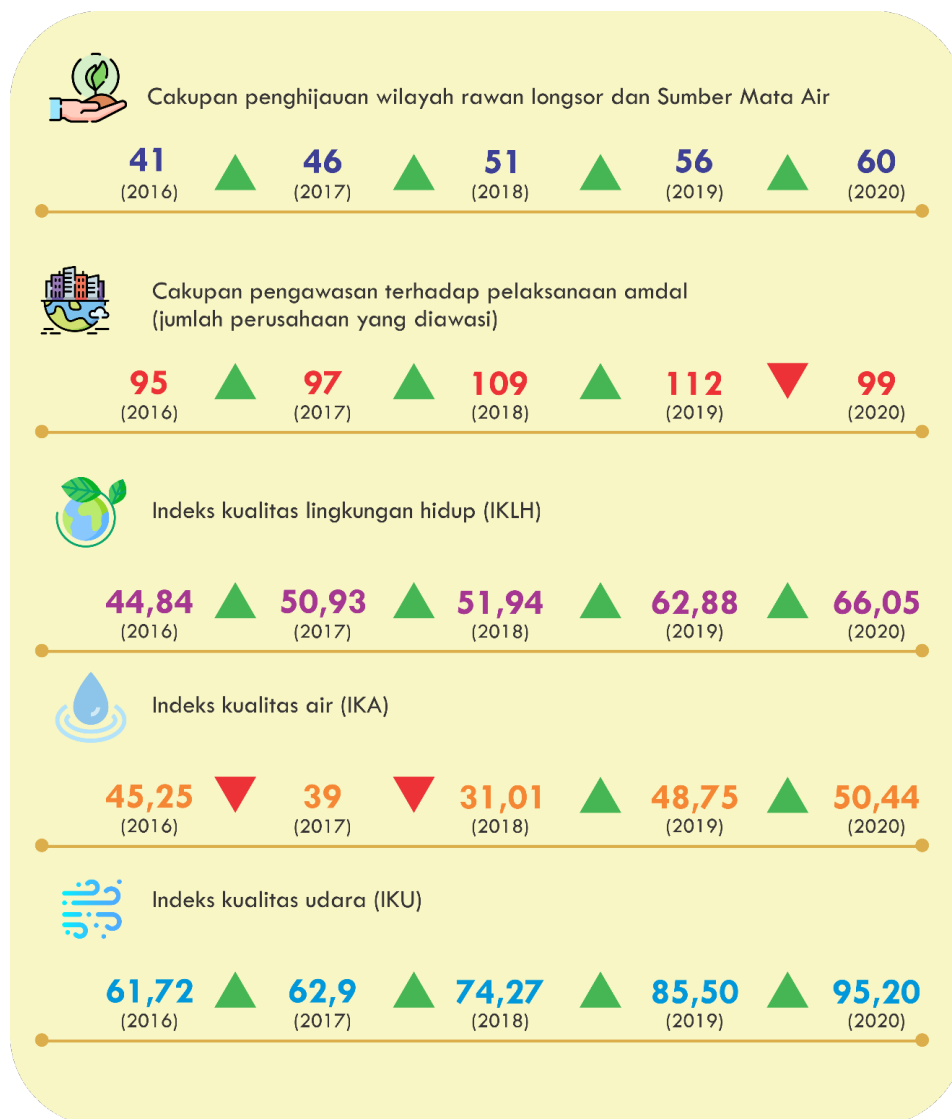 Cakupan penghijauan wilayah rawan longsor dan Sumber Mata Air
41 46 51 56 60
(2016) (2017) (2018) (2019) (2020)
Cakupan pengawasan terhadap pelaksanaan amdal
(jumlah perusahaan yang diawasi)
95 97 109 112 99
(2016) (2017) (2018) (2019) (2020)
Indeks kualitas lingkungan hidup (IKLH)
44,84 50,93 51,94 62,88 66,05
(2016) (2017) (2018) (2019) (2020)
Indeks kualitas air (IKA)
45,25 39 31,01 48,75 50,44
(2016) (2017) (2018) (2019) (2020)
Indeks kualitas udara (IKU)
61,72 62,9 74,27 85,50 95,20
(2016) (2017) (2018) (2019) (2020)